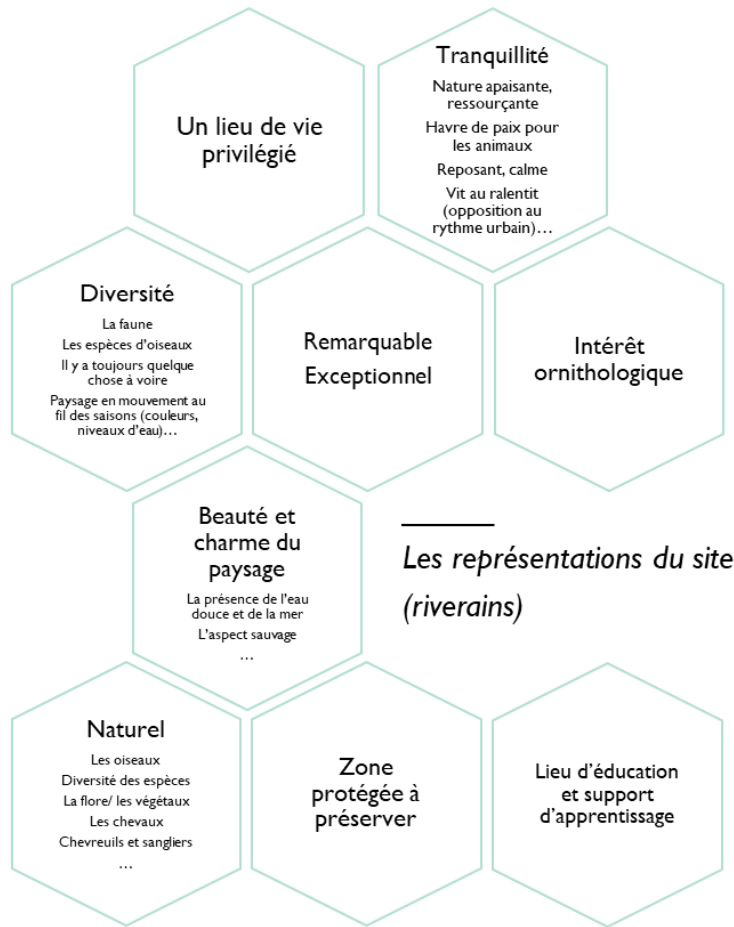 Un lieu de vie
privilégié
Tranquillité
Nature apaisante,
ressourçante
Havre de paix pour
les animaux
Reposant, calme
Vit au ralentit
(opposition au
rythme urbain)…
Diversité
La faune
Les espèces d'oiseaux
Il y a toujours quelque
chose à voire
Paysage en mouvement au
fil des saisons (couleurs,
niveaux d'eau)…
Remarquable
Exceptionnel
Intérêt
ornithologique
Beauté et
charme du
paysage
La présence de l'eau
douce et de la mer
L'aspect sauvage
…
Les représentations du site
(riverains)
Naturel
Les oiseaux
Diversité des espèces
La flore/ les végétaux
Les chevaux
Chevreuils et sangliers
…
Zone
protégée à
préserver
Lieu d'éducation
et support
d'apprentissage